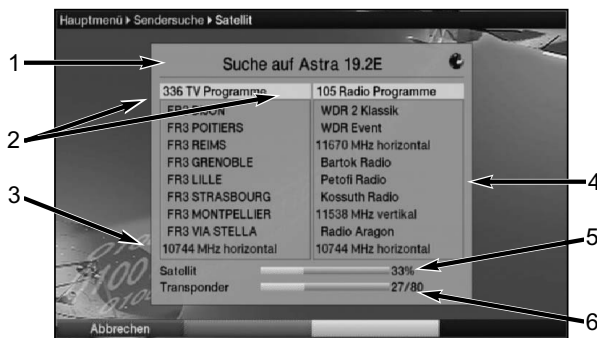 Hauptmenü ▸ Sendersuche ▸ Satellit
1
Suche auf Astra 19.2E
336 TV Programme
105 Radio Programme
2
FR3 DIJON
FR3 POITIERS
FR3 REIMS
FR3 GRENOBLE
FR3 LILLE
FR3 STRASBOURG
FR3 MONTPELLIER
FR3 VIA STELLA
10744 MHz horizontal
WDR 2 Klassik
WDR Event
11670 MHz horizontal
Bartok Radio
Petofi Radio
Kossuth Radio
11538 MHz vertikal
Radio Aragon
10744 MHz horizontal
3
4
Satellit 33%
5
Transponder 27/80
6
Abbrechen